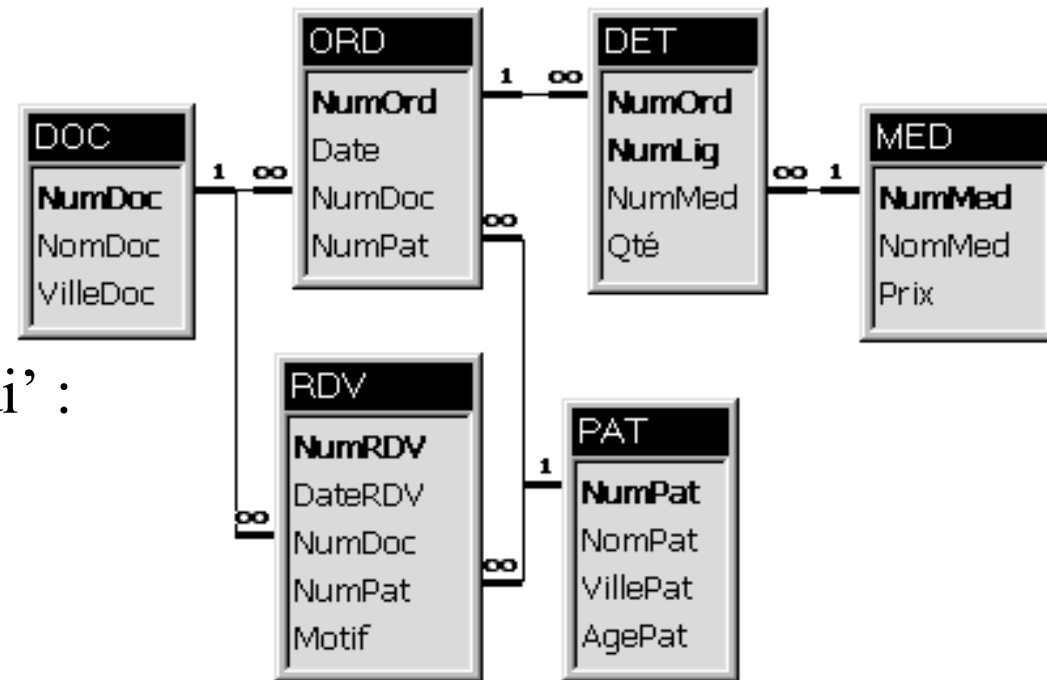 ORD
NumOrd
Date
NumDoc
NumPat
DET
NumOrd
NumLig
NumMed
Qté
DOC
NumDoc
NomDoc
VilleDoc
MED
NumMed
NomMed
Prix
1 ∞
1 ∞
∞ 1
∞
1
∞
∞
i’ :
RDV
NumRDV
DateRDV
NumDoc
NumPat
Motif
PAT
NumPat
NomPat
VillePat
AgePat